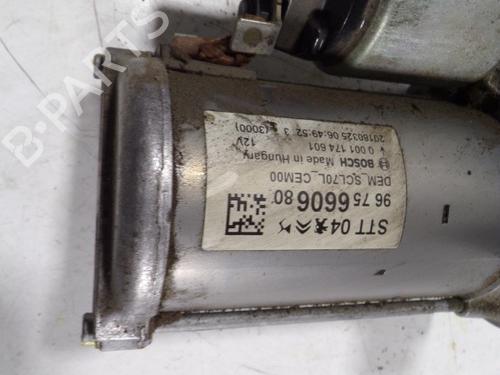 STT 04
96 75 6606 80
DEM_SCL70L_CEM00
BOSCH Made in Hungary
V 0 001 174 601 12V
20180325 06:49:52 3 (3000)
B-PARTS